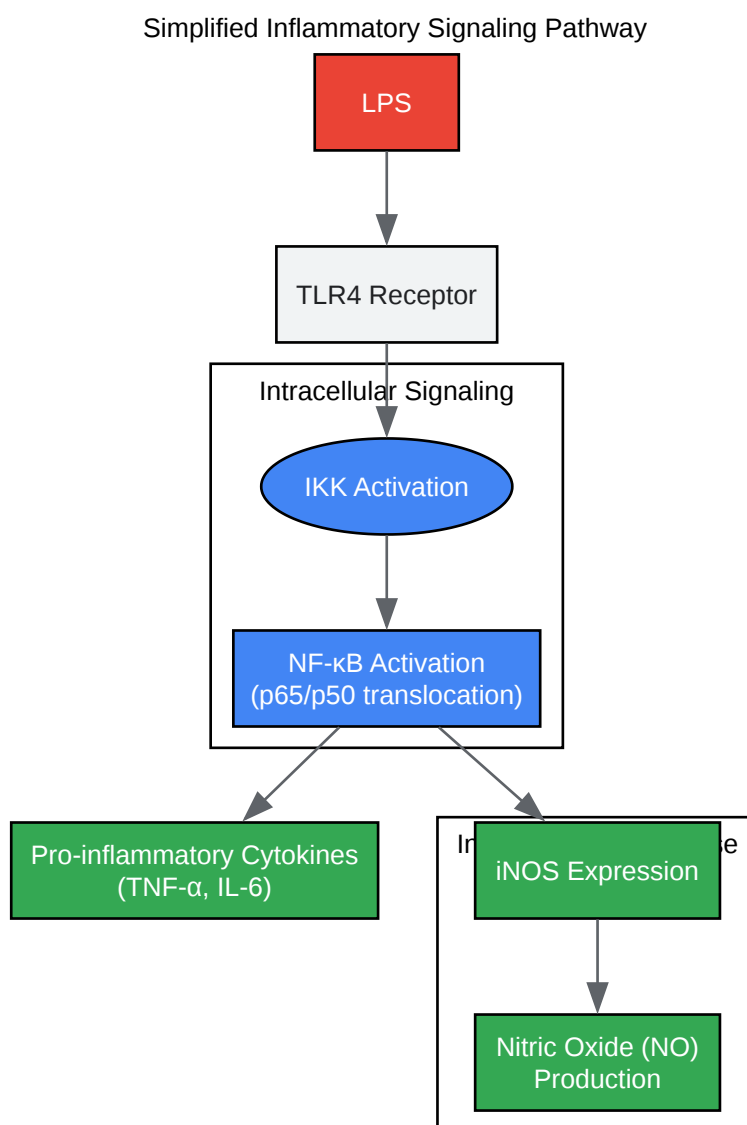 Simplified Inflammatory Signaling Pathway
LPS
TLR4 Receptor
Intracellular Signaling
IKK Activation
NF-κB Activation
(p65/p50 translocation)
Pro-inflammatory Cytokines
(TNF-α, IL-6)
iNOS Expression
Nitric Oxide (NO)
Production